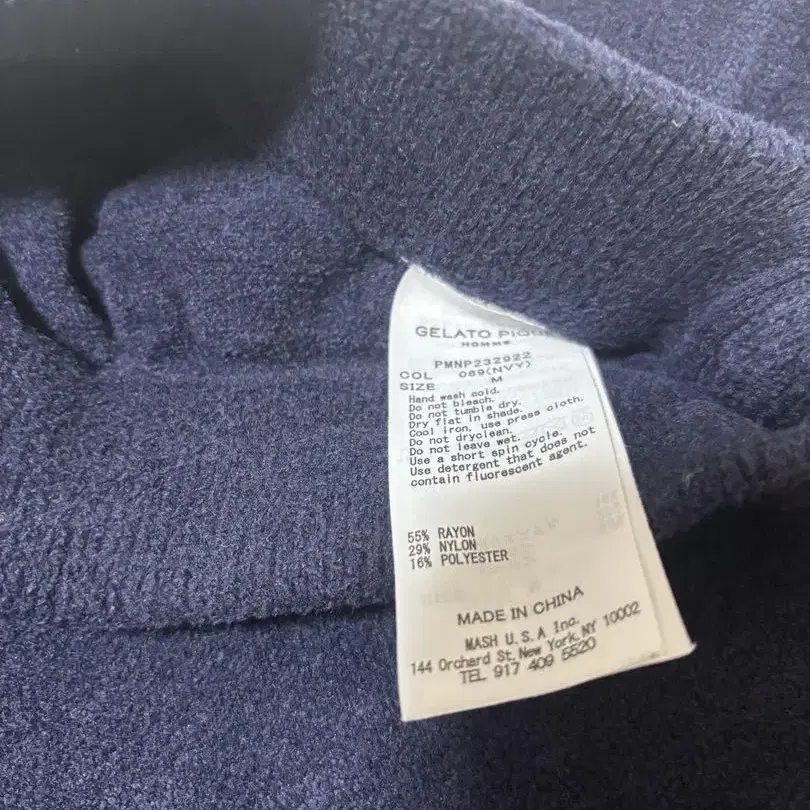 GELATO PIQUE
HOMME
PMNP232922
COL 089(NVY)
SIZE M
Hand wash cold.
Do not bleach.
Do not tumble dry.
Dry flat in shade.
Cool iron, use press cloth.
Do not dryclean.
Do not leave wet.
Use a short spin cycle.
Use detergent that does not
contain fluorescent agent.
55% RAYON
29% NYLON
16% POLYESTER
MADE IN CHINA
MASH U.S.A Inc.
144 Orchard St, New York, NY 10002
TEL 917 409 5520